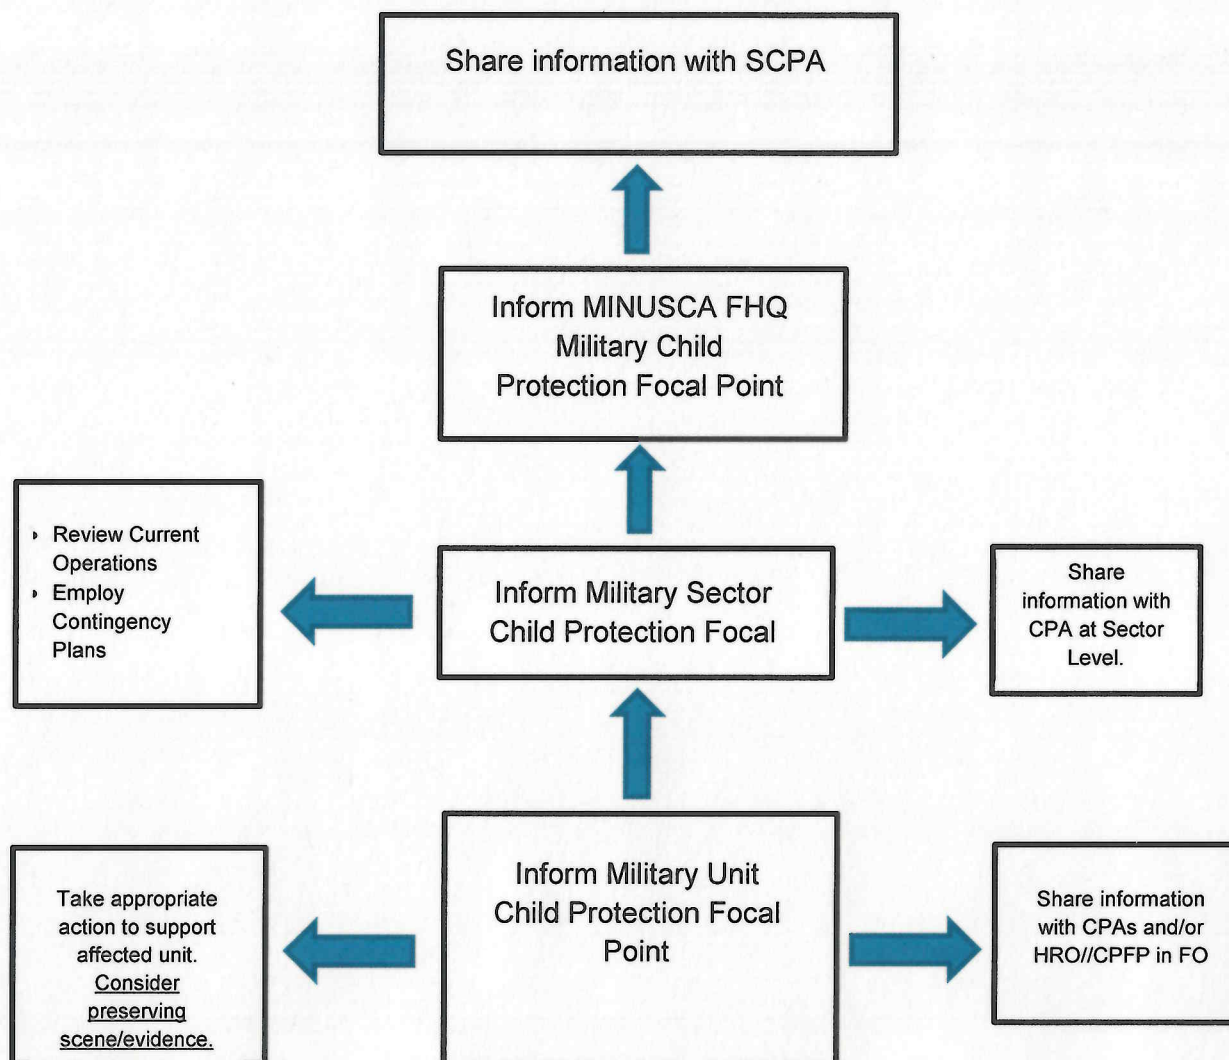 Share information with SCPA
Inform MINUSCA FHQ
Military Child
Protection Focal Point
› Review Current
Operations
› Employ
Contingency
Plans
Inform Military Sector
Child Protection Focal
Share
information with
CPA at Sector
Level.
Take appropriate
action to support
affected unit.
Consider
preserving
scene/evidence.
Inform Military Unit
Child Protection Focal
Point
Share information
with CPAs and/or
HRO//CPFP in FO